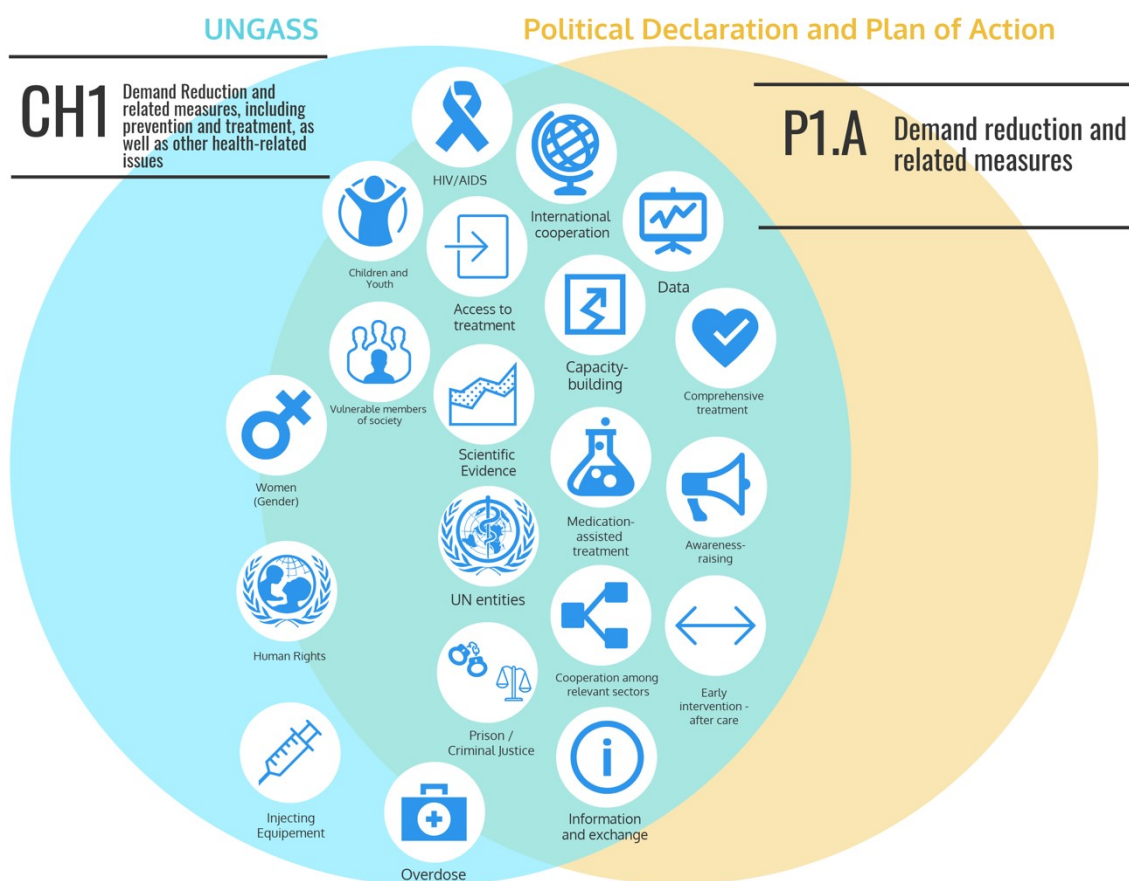 UNGASS
Political Declaration and Plan of Action
CH1
Demand Reduction and
related measures, including
prevention and treatment, as
well as other health-related
issues
P1.A
Demand reduction and
related measures
HIV/AIDS
International
cooperation
Children and
Youth
Access to
treatment
Data
Capacity-
building
Comprehensive
treatment
Vulnerable members
of society
Scientific
Evidence
Women
(Gender)
Medication-
assisted
treatment
Awareness-
raising
UN entities
Human Rights
Cooperation among
relevant sectors
Early
intervention -
after care
Prison /
Criminal Justice
Injecting
Equipement
Information
and exchange
Overdose